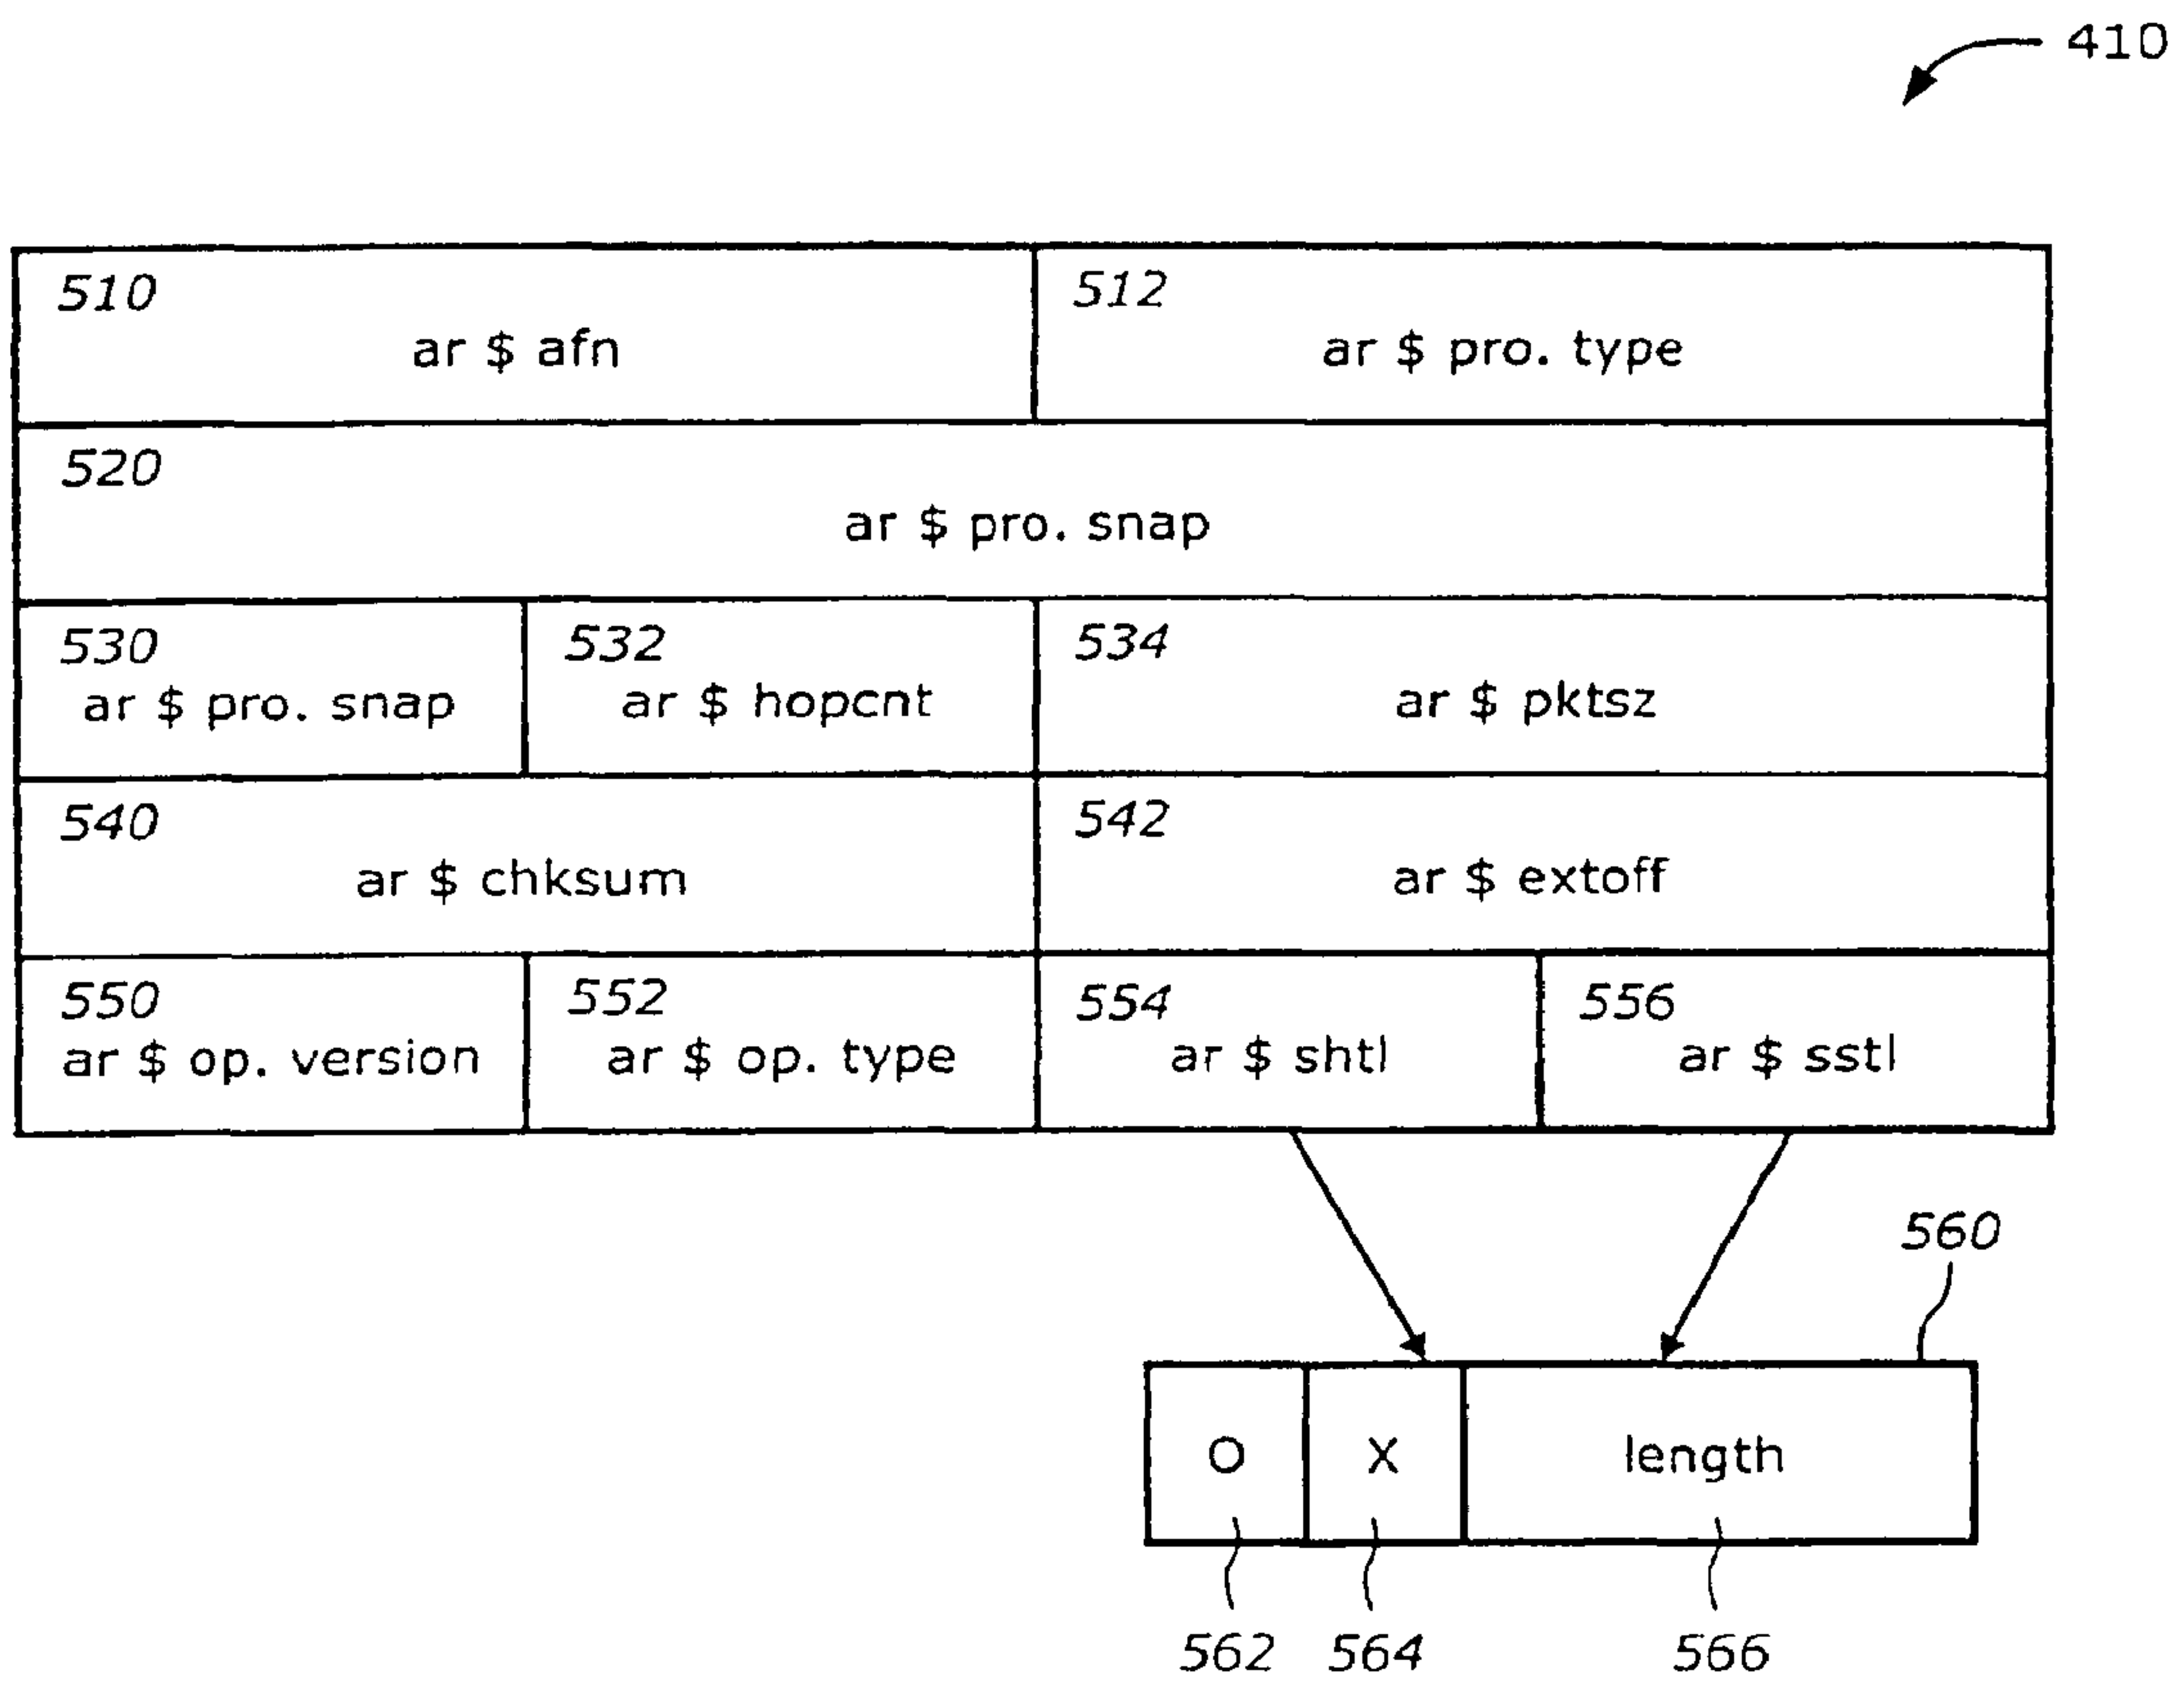 410
510 512
ar $ afn ar $ pro. type
520
ar $ pro. snap
530 532 534
ar $ pro. snap ar $ hopcnt ar $ pktsz
540 542
ar $ chksum ar $ extoff
550 552 554 556
ar $ op. version ar $ op. type ar $ shtl ar $ sstl
560
O X length
562 564 566